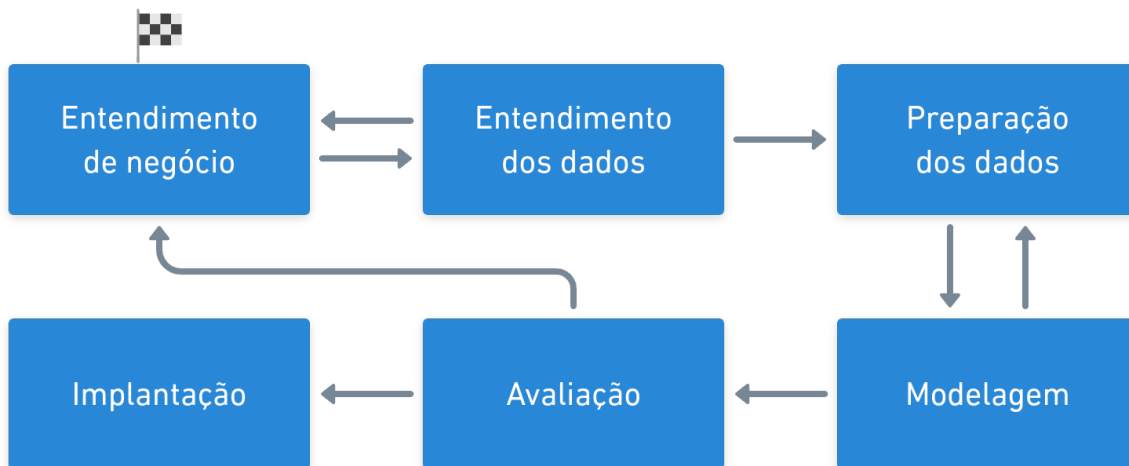 Entendimento
de negócio
Entendimento
dos dados
Preparação
dos dados
Implantação
Avaliação
Modelagem